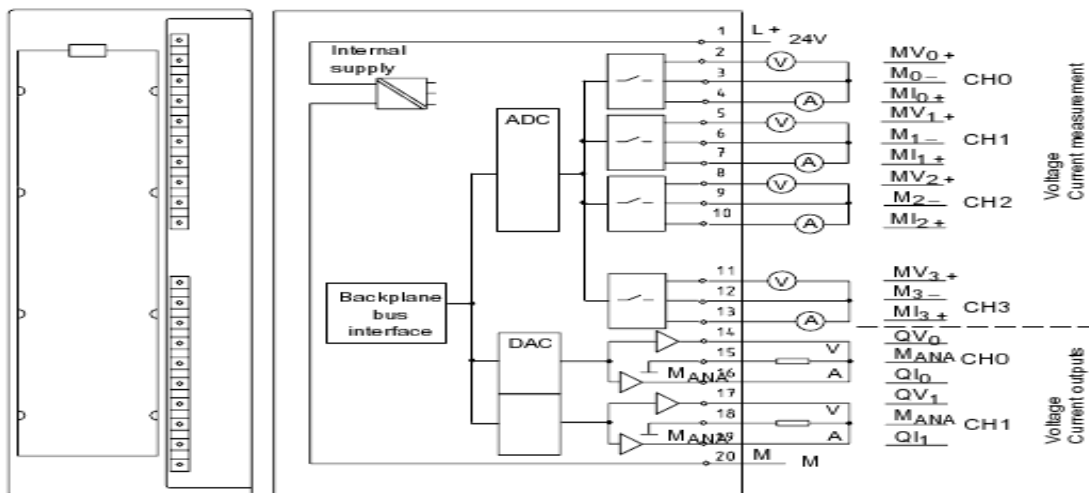 Internal
supply
ADC
Backplane
bus
interface
DAC
M ANA
M ANA
1 L + 24V
2 V MV0+
3 M0- CH0
4 A MI0+
5 V MV1+
6 M1- CH1
7 A MI1+
8 V MV2+
9 M2- CH2
10 A MI2+
11 V MV3+
12 M3- CH3
13 A MI3+
14 QV0
15 V MANA CH0
16 A QI0
17 QV1
18 V MANA CH1
19 A QI1
20 M M
Voltage
Current measurement
Voltage
Current outputs